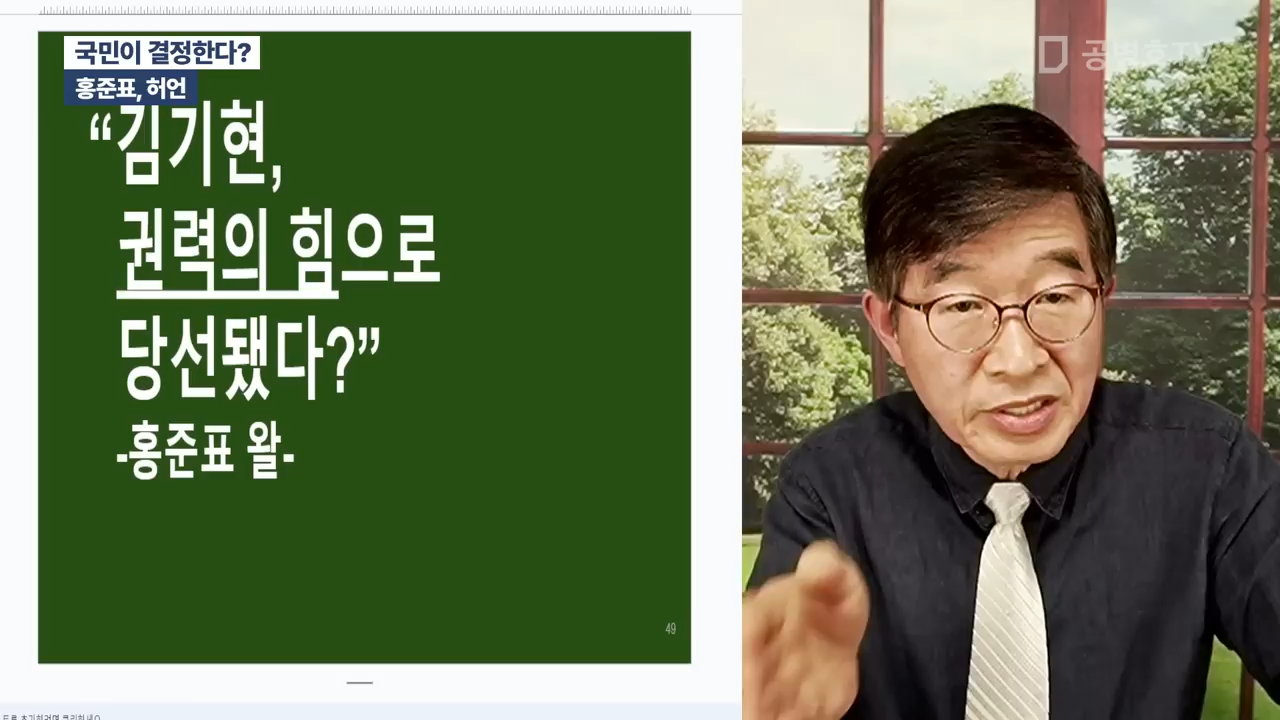 국민이 결정한다?
홍준표, 허언
“김기현,
권력의 힘으로
당선됐다?”
-홍준표 왈-
49
공병호TV